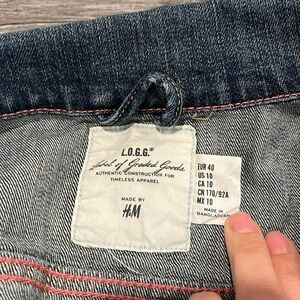 L.O.G.G.®
Label of Graded Goods
AUTHENTIC CONSTRUCTION FOR
TIMELESS APPAREL
MADE BY
H&M
EUR 40
US 10
CA 10
CN 170/92A
MX 10
MADE IN
BANGLADESH